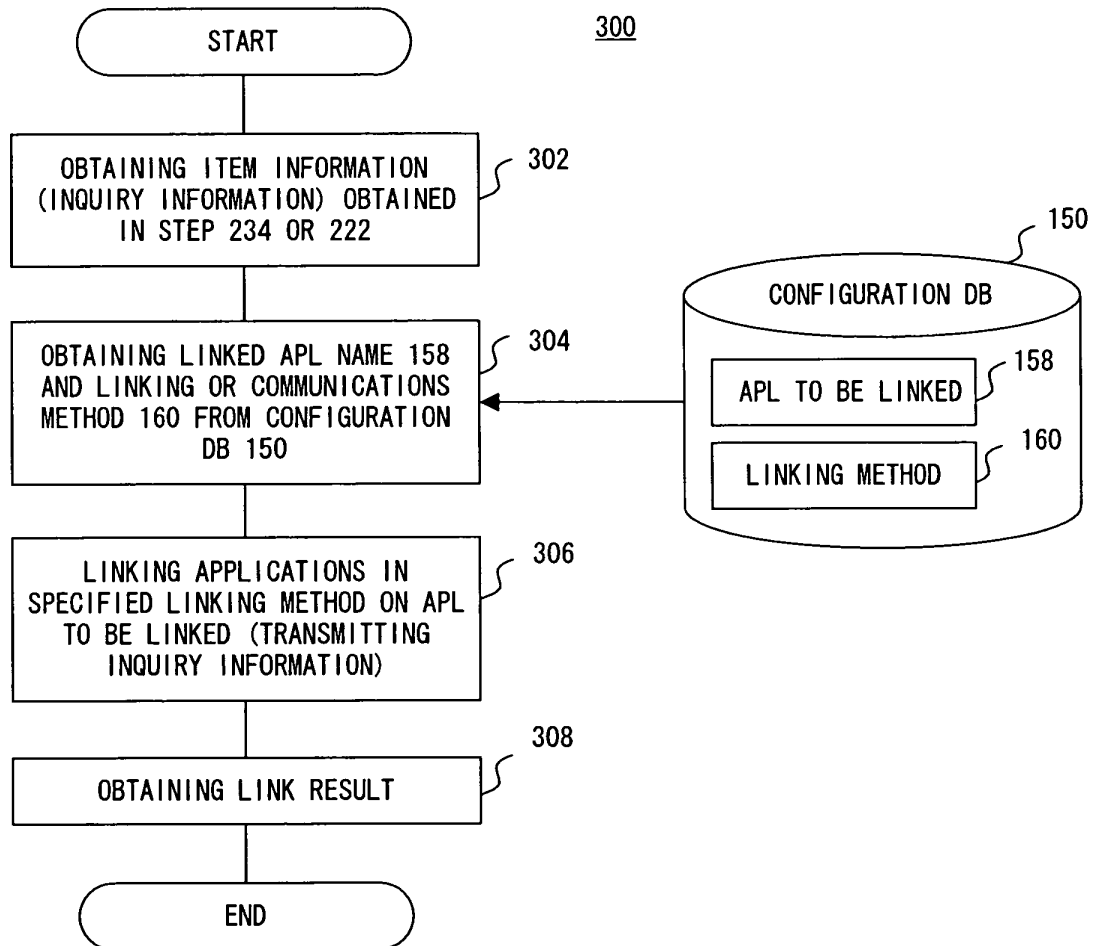 START
300
OBTAINING ITEM INFORMATION
(INQUIRY INFORMATION) OBTAINED
IN STEP 234 OR 222
302
150
CONFIGURATION DB
OBTAINING LINKED APL NAME 158
AND LINKING OR COMMUNICATIONS
METHOD 160 FROM CONFIGURATION
DB 150
304
APL TO BE LINKED
158
LINKING METHOD
160
LINKING APPLICATIONS IN
SPECIFIED LINKING METHOD ON APL
TO BE LINKED (TRANSMITTING
INQUIRY INFORMATION)
306
OBTAINING LINK RESULT
308
END